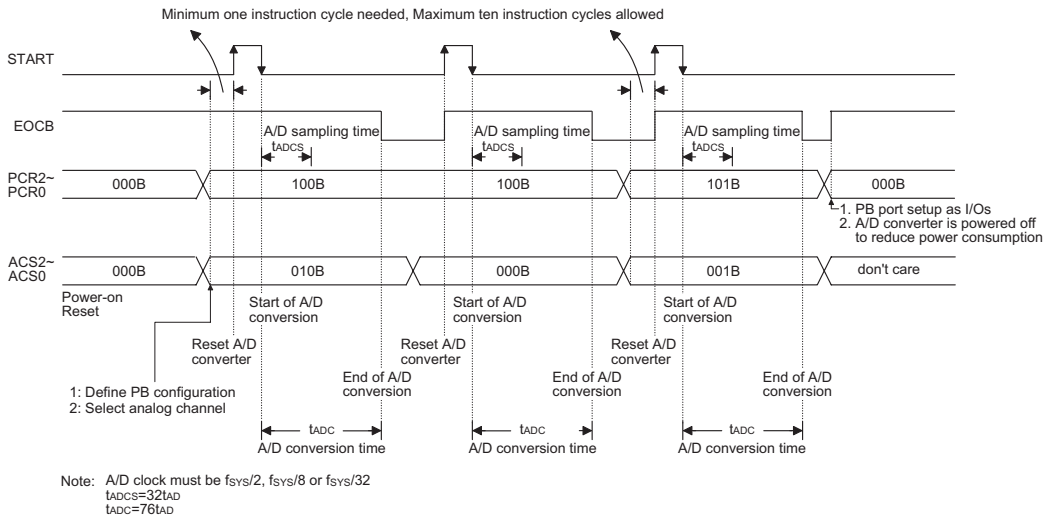 Minimum one instruction cycle needed, Maximum ten instruction cycles allowed
START
EOCB
A/D sampling time
tADCS
A/D sampling time
tADCS
A/D sampling time
tADCS
PCR2~
PCR0
000B
100B
100B
101B
000B
1. PB port setup as I/Os
2. A/D converter is powered off
to reduce power consumption
ACS2~
ACS0
000B
010B
000B
001B
don't care
Power-on
Reset
Start of A/D
conversion
Start of A/D
conversion
Start of A/D
conversion
Reset A/D
converter
Reset A/D
converter
Reset A/D
converter
1: Define PB configuration
2: Select analog channel
End of A/D
conversion
End of A/D
conversion
End of A/D
conversion
tADC
A/D conversion time
tADC
A/D conversion time
tADC
A/D conversion time
Note: A/D clock must be fSYS/2, fSYS/8 or fSYS/32
tADCS=32tAD
tADC=76tAD